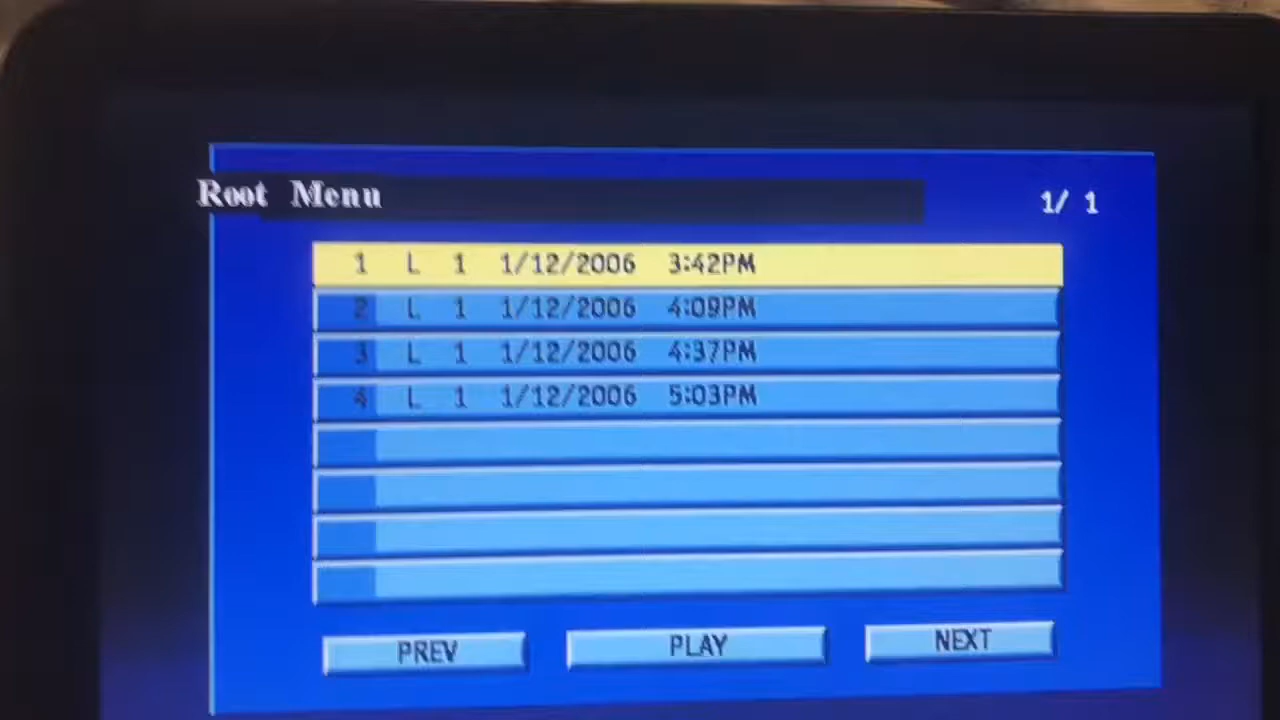 Root Menu 1/ 1
1 L 1 1/12/2006 3:42PM
2 L 1 1/12/2006 4:09PM
3 L 1 1/12/2006 4:37PM
4 L 1 1/12/2006 5:03PM
PREV PLAY NEXT